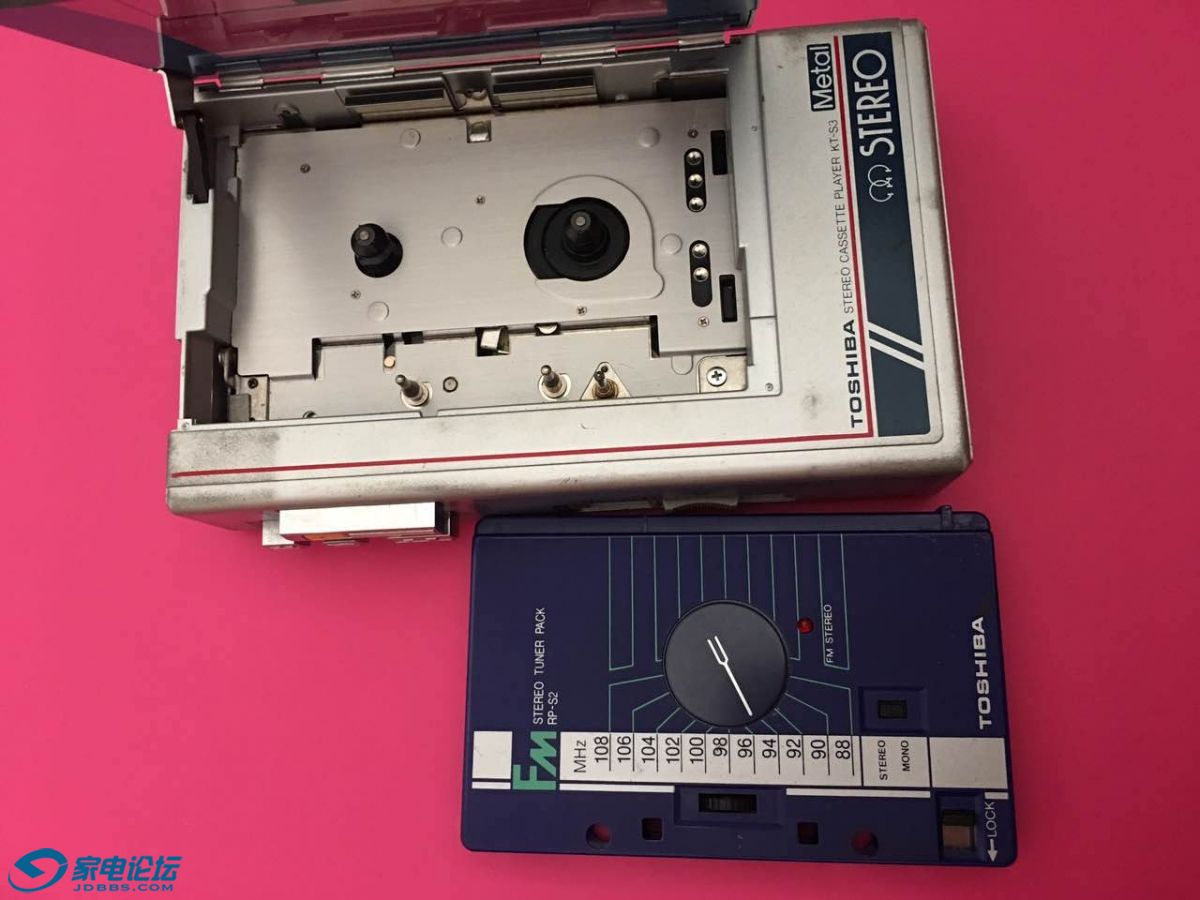 Metal
STEREO
TOSHIBA STEREO CASSETTE PLAYER KT-S3
FM STEREO TUNER PACK
RP-S2
MHz
108
106
104
102
100
98
96
94
92
90
88
FM STEREO
STEREO
MONO
TOSHIBA
←LOCK
家电论坛
JDBBS.COM